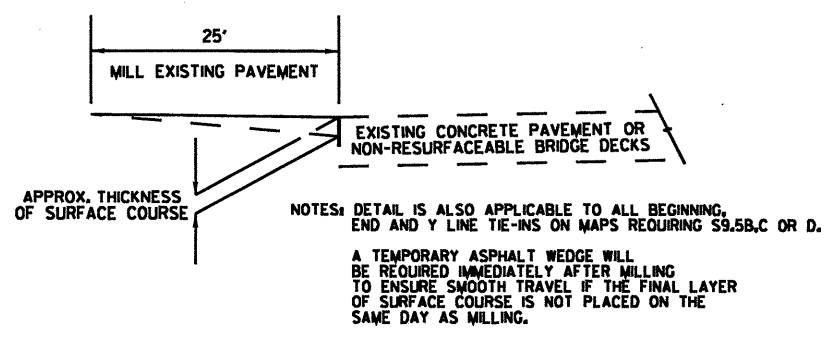 25'
MILL EXISTING PAVEMENT
EXISTING CONCRETE PAVEMENT OR
NON-RESURFACEABLE BRIDGE DECKS
APPROX. THICKNESS
OF SURFACE COURSE
NOTES: DETAIL IS ALSO APPLICABLE TO ALL BEGINNING,
END AND Y LINE TIE-INS ON MAPS REQUIRING S9.5B,C OR D.
A TEMPORARY ASPHALT WEDGE WILL
BE REQUIRED IMMEDIATELY AFTER MILLING
TO ENSURE SMOOTH TRAVEL IF THE FINAL LAYER
OF SURFACE COURSE IS NOT PLACED ON THE
SAME DAY AS MILLING.